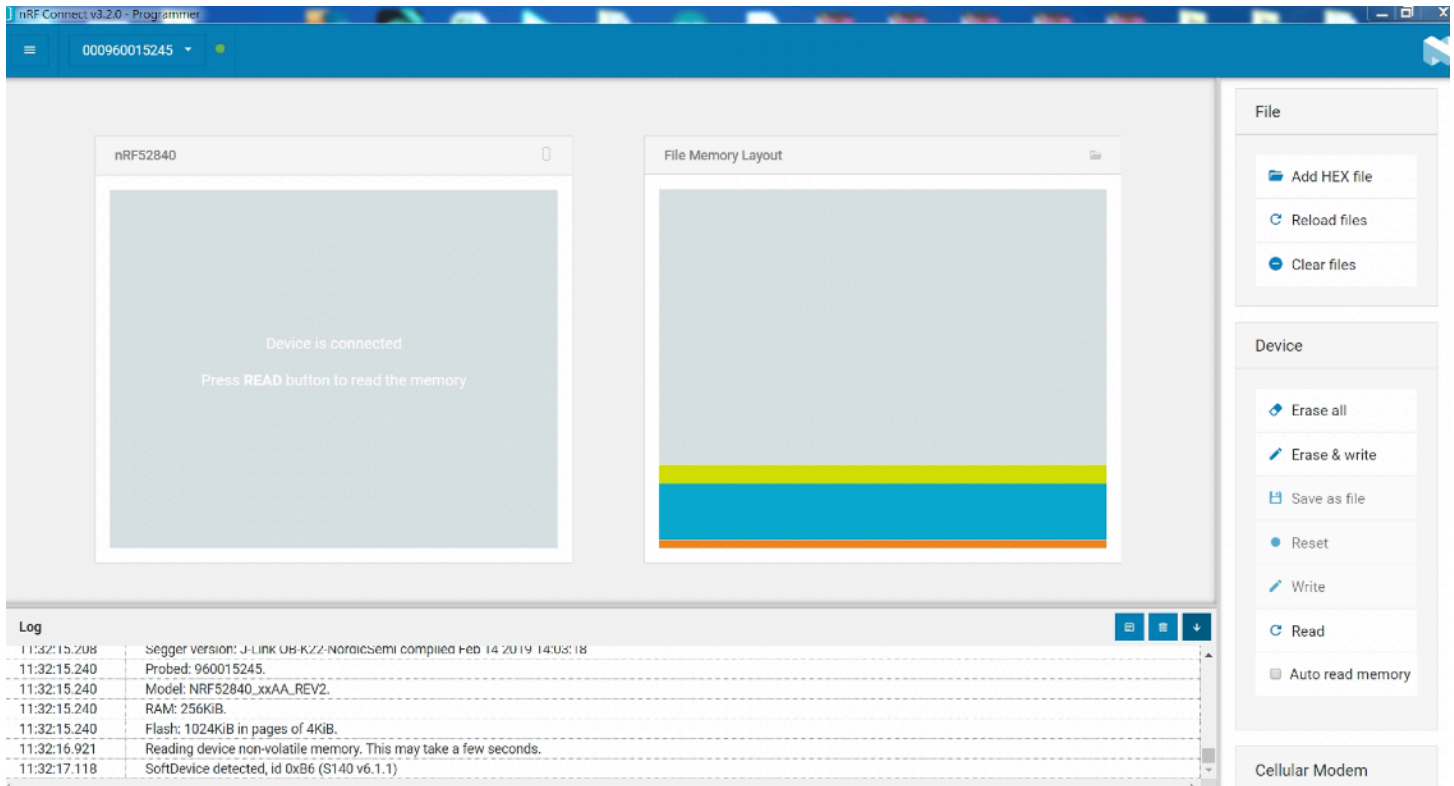 nRF Connect v3.2.0 - Programmer
000960015245
nRF52840
Device is connected
Press READ button to read the memory
File Memory Layout
File
Add HEX file
Reload files
Clear files
Device
Erase all
Erase & write
Save as file
Reset
Write
Read
Auto read memory
Cellular Modem
Log
11:32:15.208 Segger version: J-Link OB-K22-NordicSemi compiled Feb 14 2019 14:03:18
11:32:15.240 Probed: 960015245.
11:32:15.240 Model: NRF52840_xxAA_REV2.
11:32:15.240 RAM: 256KiB.
11:32:15.240 Flash: 1024KiB in pages of 4KiB.
11:32:16.921 Reading device non-volatile memory. This may take a few seconds.
11:32:17.118 SoftDevice detected, id 0xB6 (S140 v6.1.1)